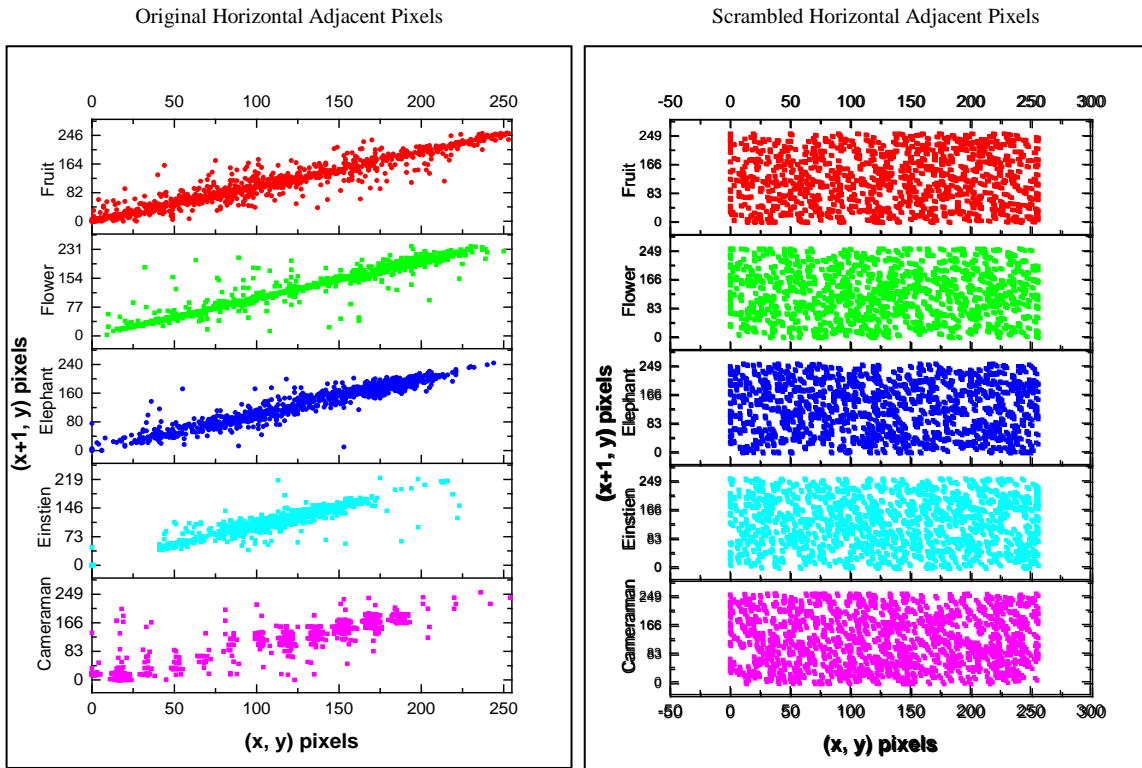 Original Horizontal Adjacent Pixels
0 50 100 150 200 250
246
164
82
0
Fruit
231
154
77
0
Flower
240
160
80
0
Elephant
219
146
73
0
Einstien
249
166
83
0
Cameraman
(x+1, y) pixels
0 50 100 150 200 250
(x, y) pixels
Scrambled Horizontal Adjacent Pixels
-50 0 50 100 150 200 250 300
249
166
83
0
Fruit
249
166
83
0
Flower
249
166
83
0
Elephant
249
166
83
0
Einstien
249
166
83
0
Cameraman
(x+1, y) pixels
-50 0 50 100 150 200 250 300
(x, y) pixels